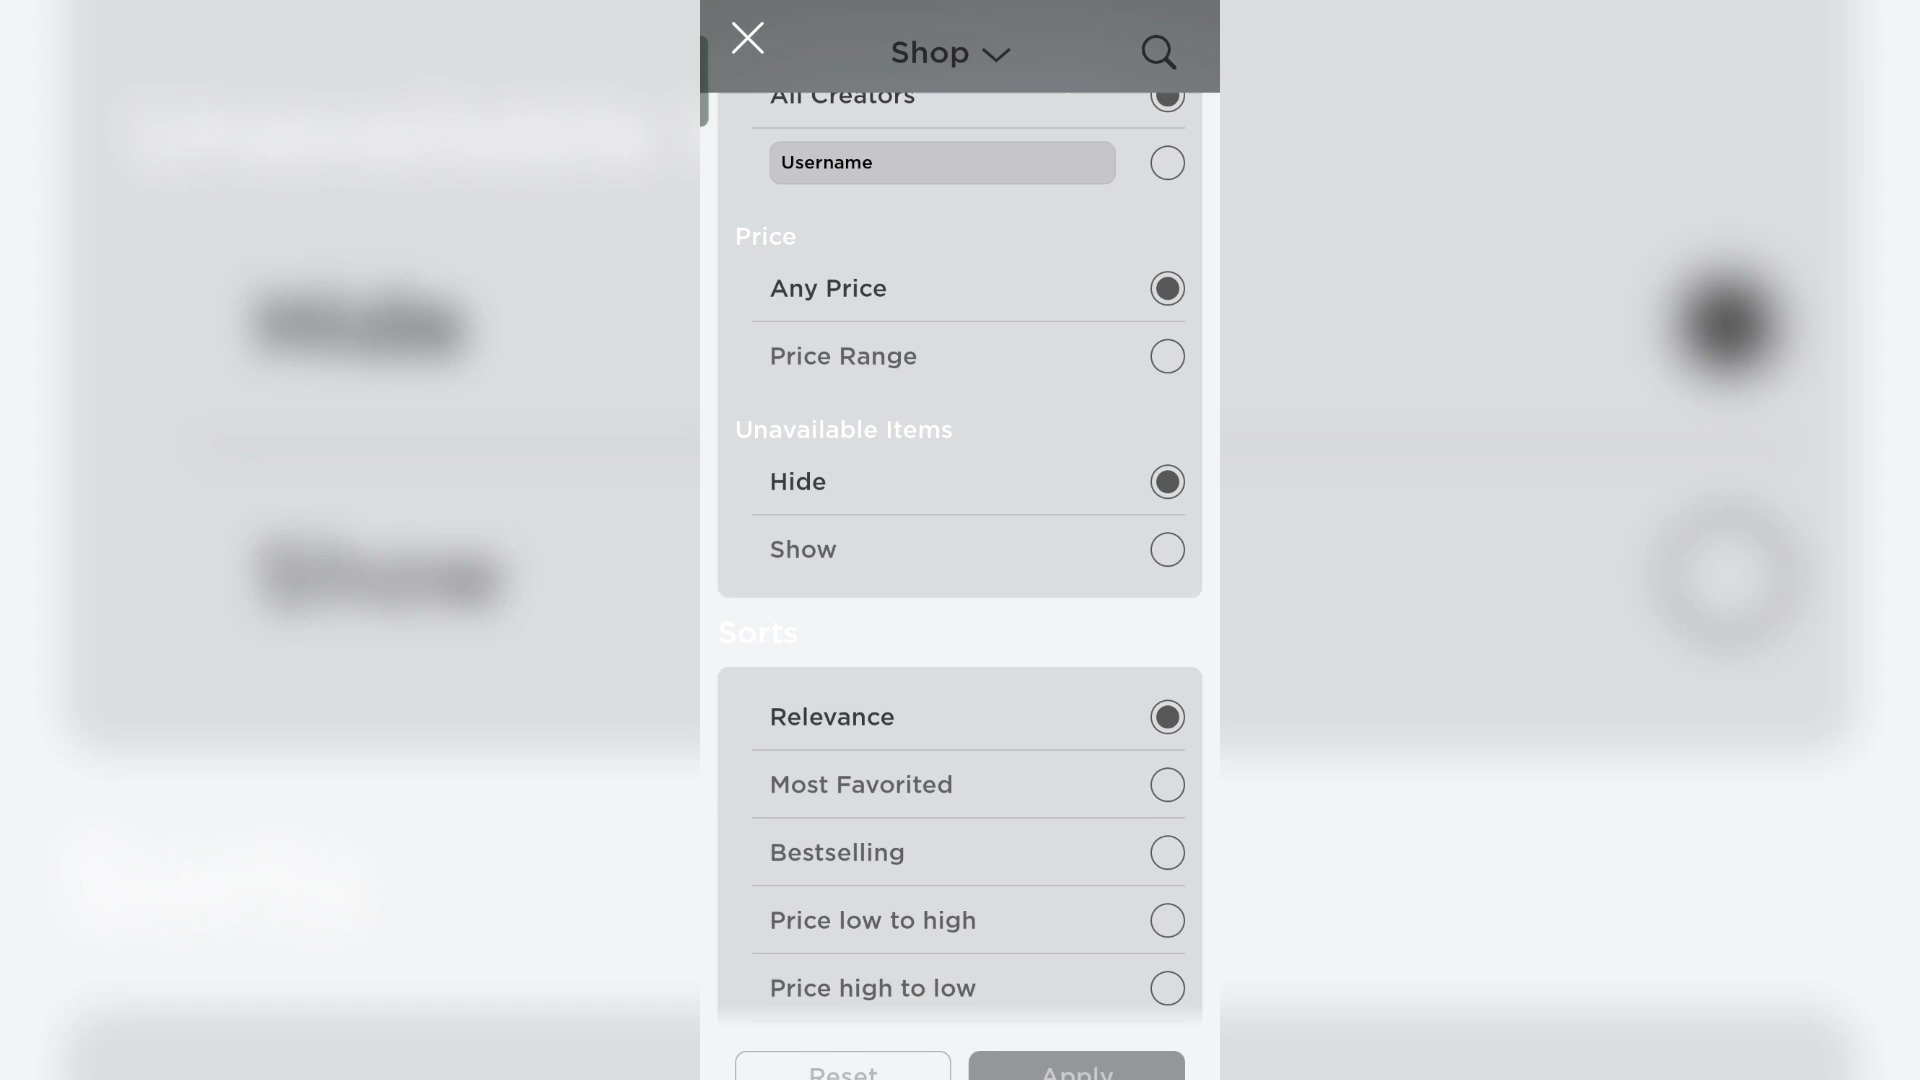 Shop
All Creators
Username
Price
Any Price
Price Range
Unavailable Items
Hide
Show
Sorts
Relevance
Most Favorited
Bestselling
Price low to high
Price high to low
Reset
Apply